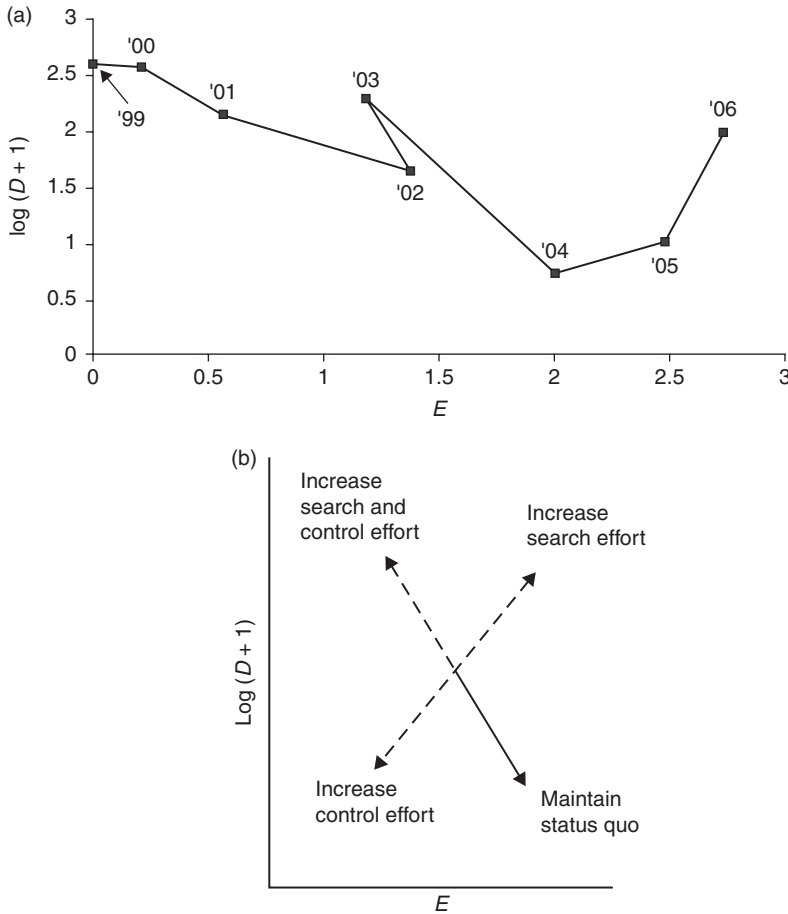 (a)
3
2.5
2
1.5
1
0.5
0
log (D + 1)
'99
'00
'01
'02
'03
'04
'05
'06
0
0.5
1
1.5
2
2.5
3
E
(b)
Increase
search and
control effort
Increase
search effort
Log (D + 1)
Increase
control effort
Maintain
status quo
E